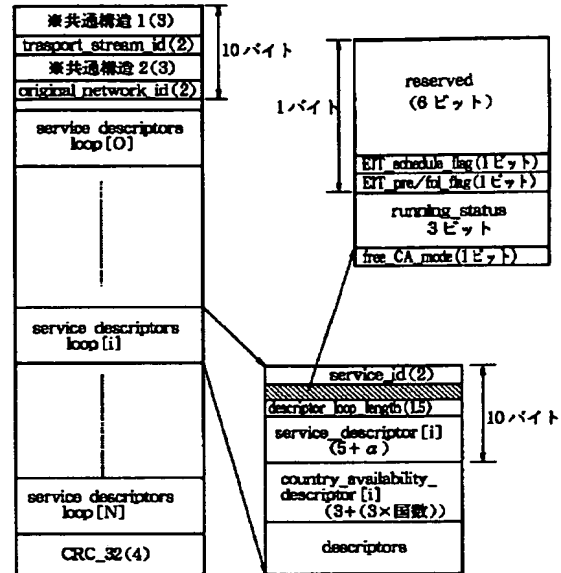 ※共通構造1(3)
trasport_stream_id(2)
※共通構造2(3)
original_network_id(2)
10バイト
service descriptors
loop[0]
service descriptors
loop[i]
service descriptors
loop[N]
CRC_32(4)
1バイト
reserved
(6ビット)
EIT_schedule_flag(1ビット)
EIT_pre/fol_flag(1ビット)
running_status
3ビット
free_CA_mode(1ビット)
service_id(2)
descriptor_loop_length(1.5)
service_descriptor[i]
(5+α)
10バイト
country_availability_
descriptor[i]
(3+(3×国数))
descriptors